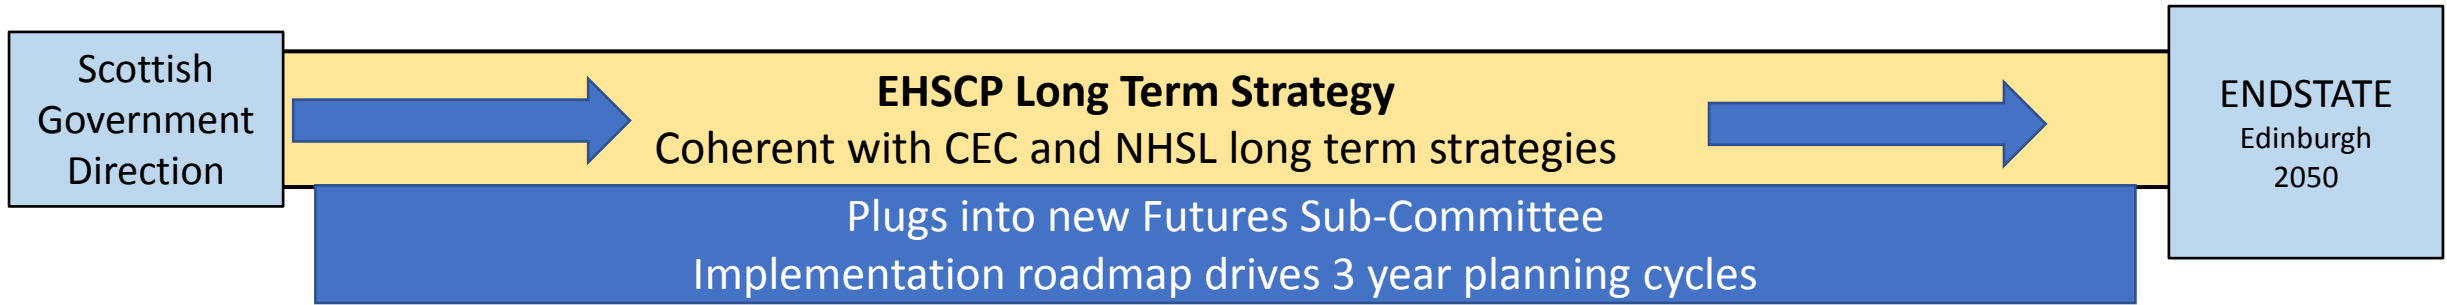 Scottish
Government
Direction
EHSCP Long Term Strategy
Coherent with CEC and NHSL long term strategies
Plugs into new Futures Sub-Committee
Implementation roadmap drives 3 year planning cycles
ENDSTATE
Edinburgh
2050